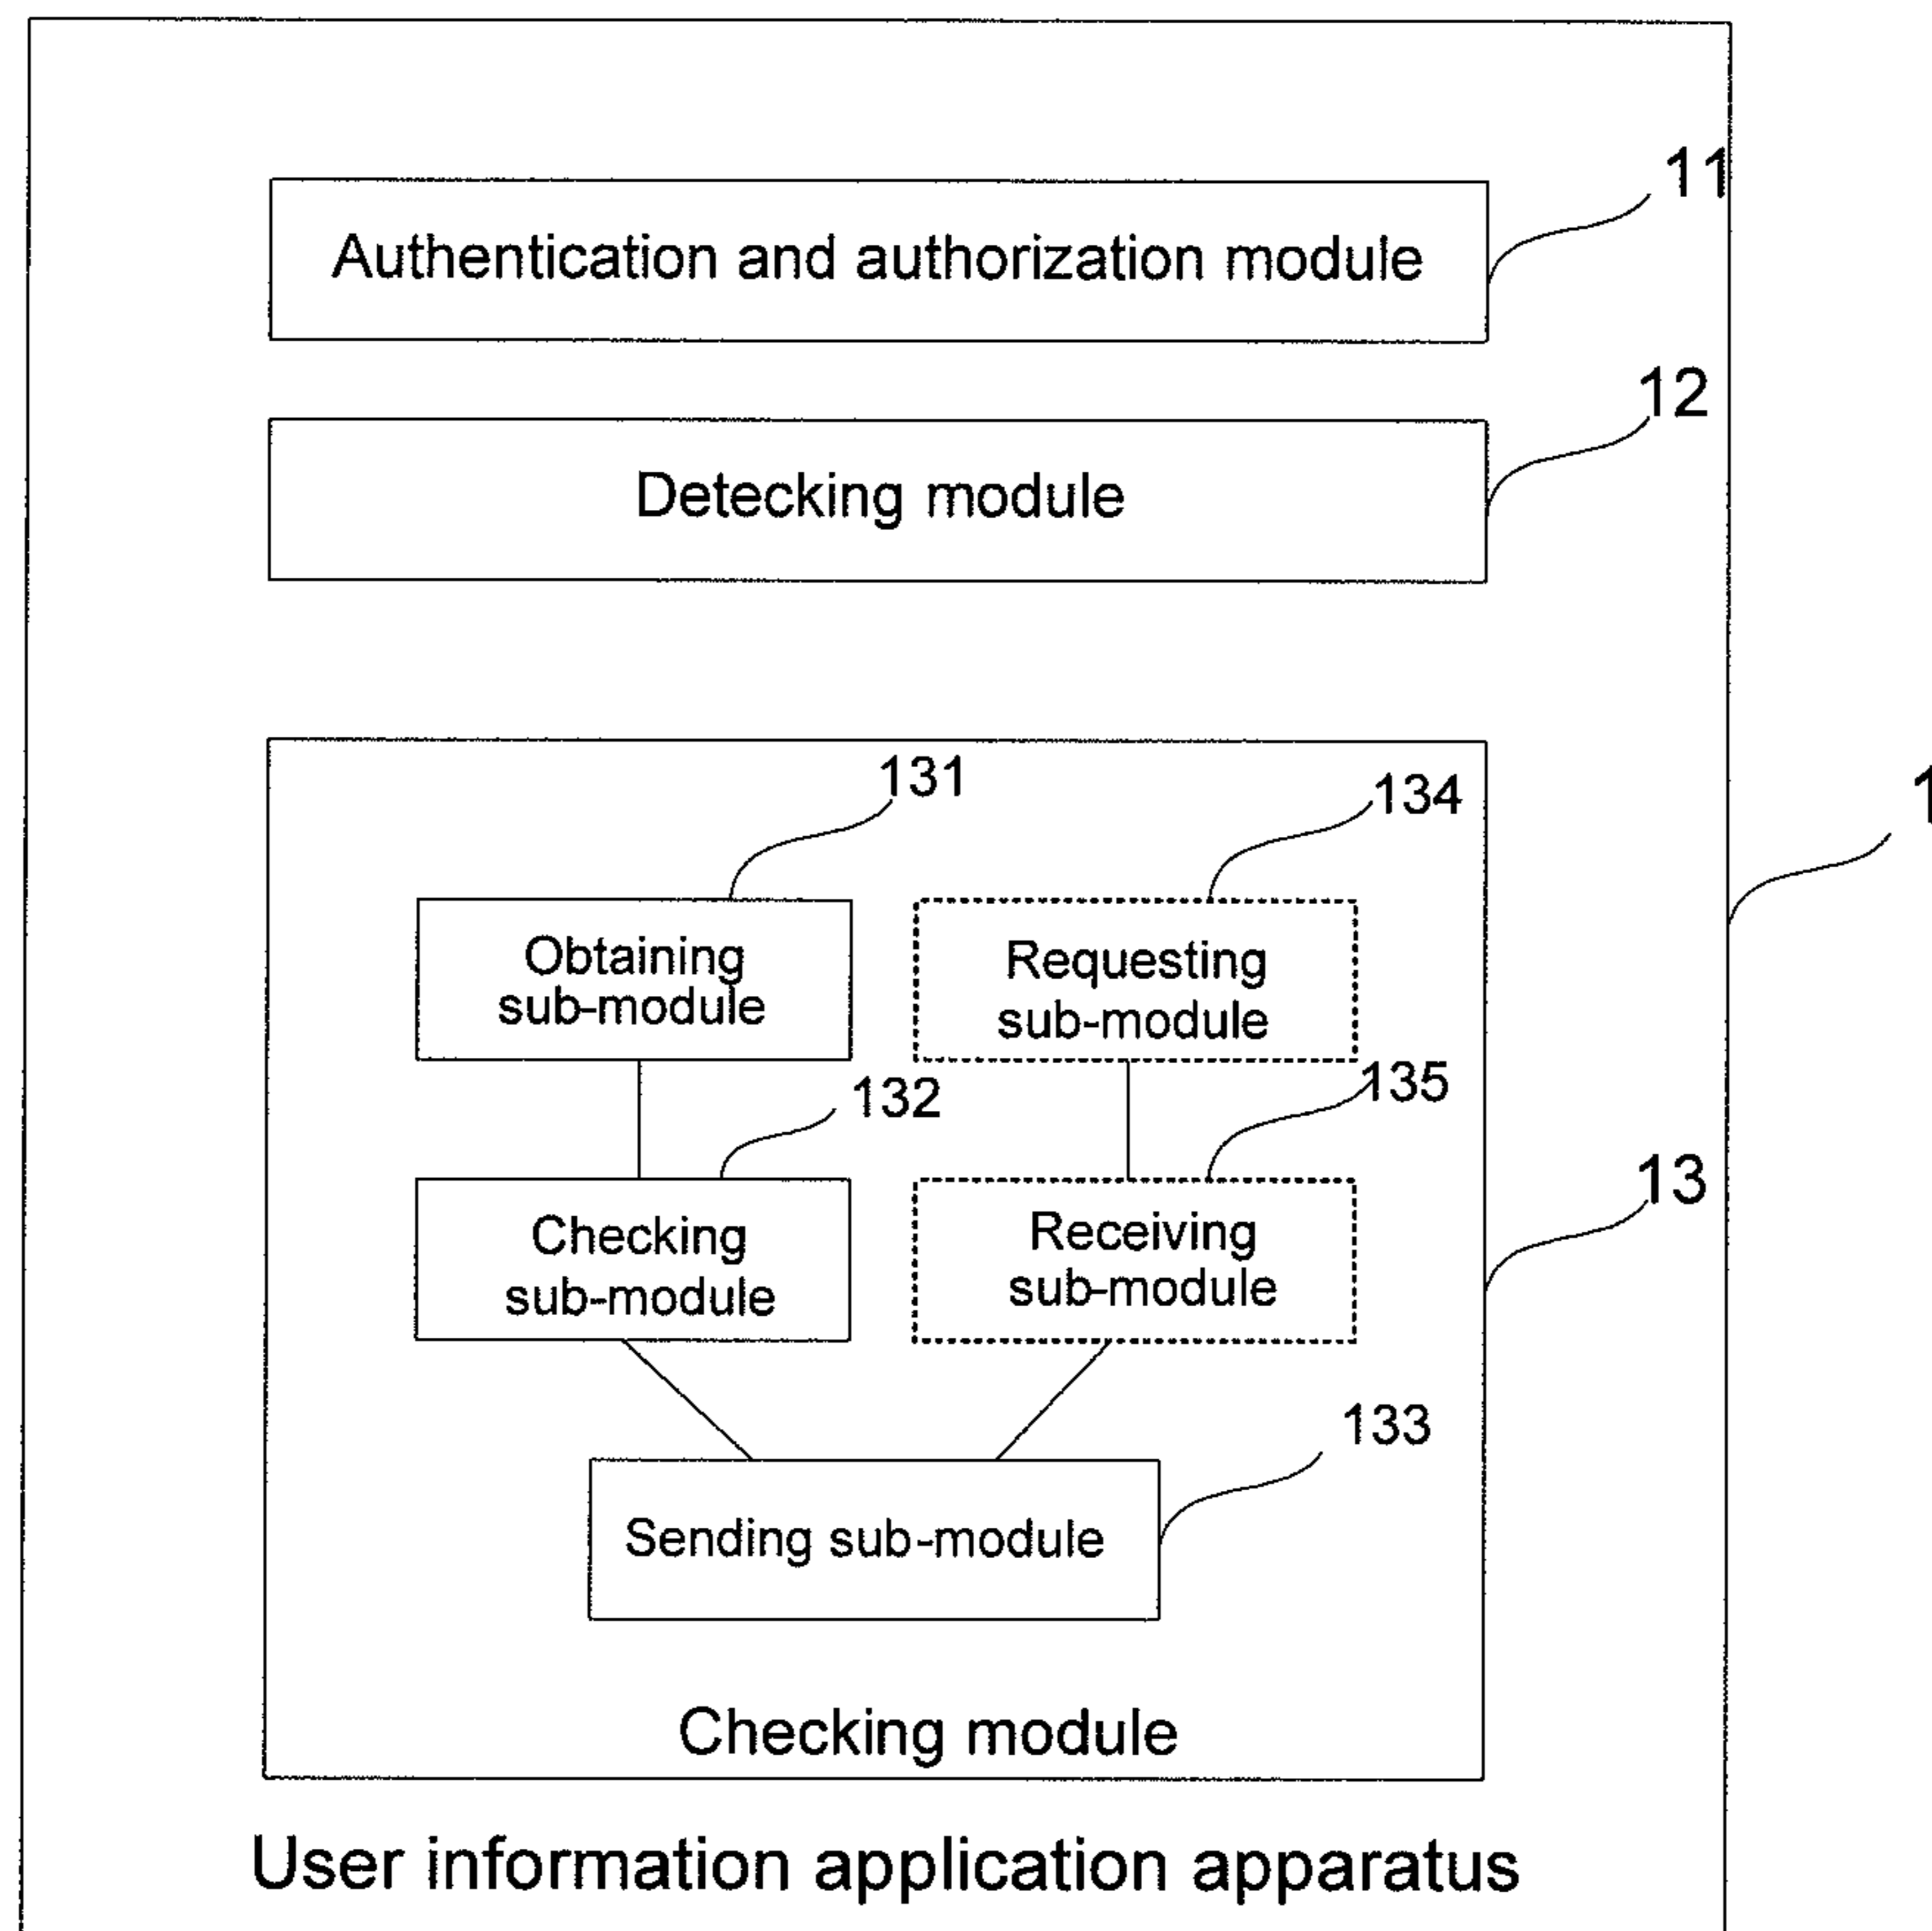 11
Authentication and authorization module
12
Detecking module
131
134
1
Obtaining
sub-module
Requesting
sub-module
132
135
13
Checking
sub-module
Receiving
sub-module
133
Sending sub-module
Checking module
User information application apparatus